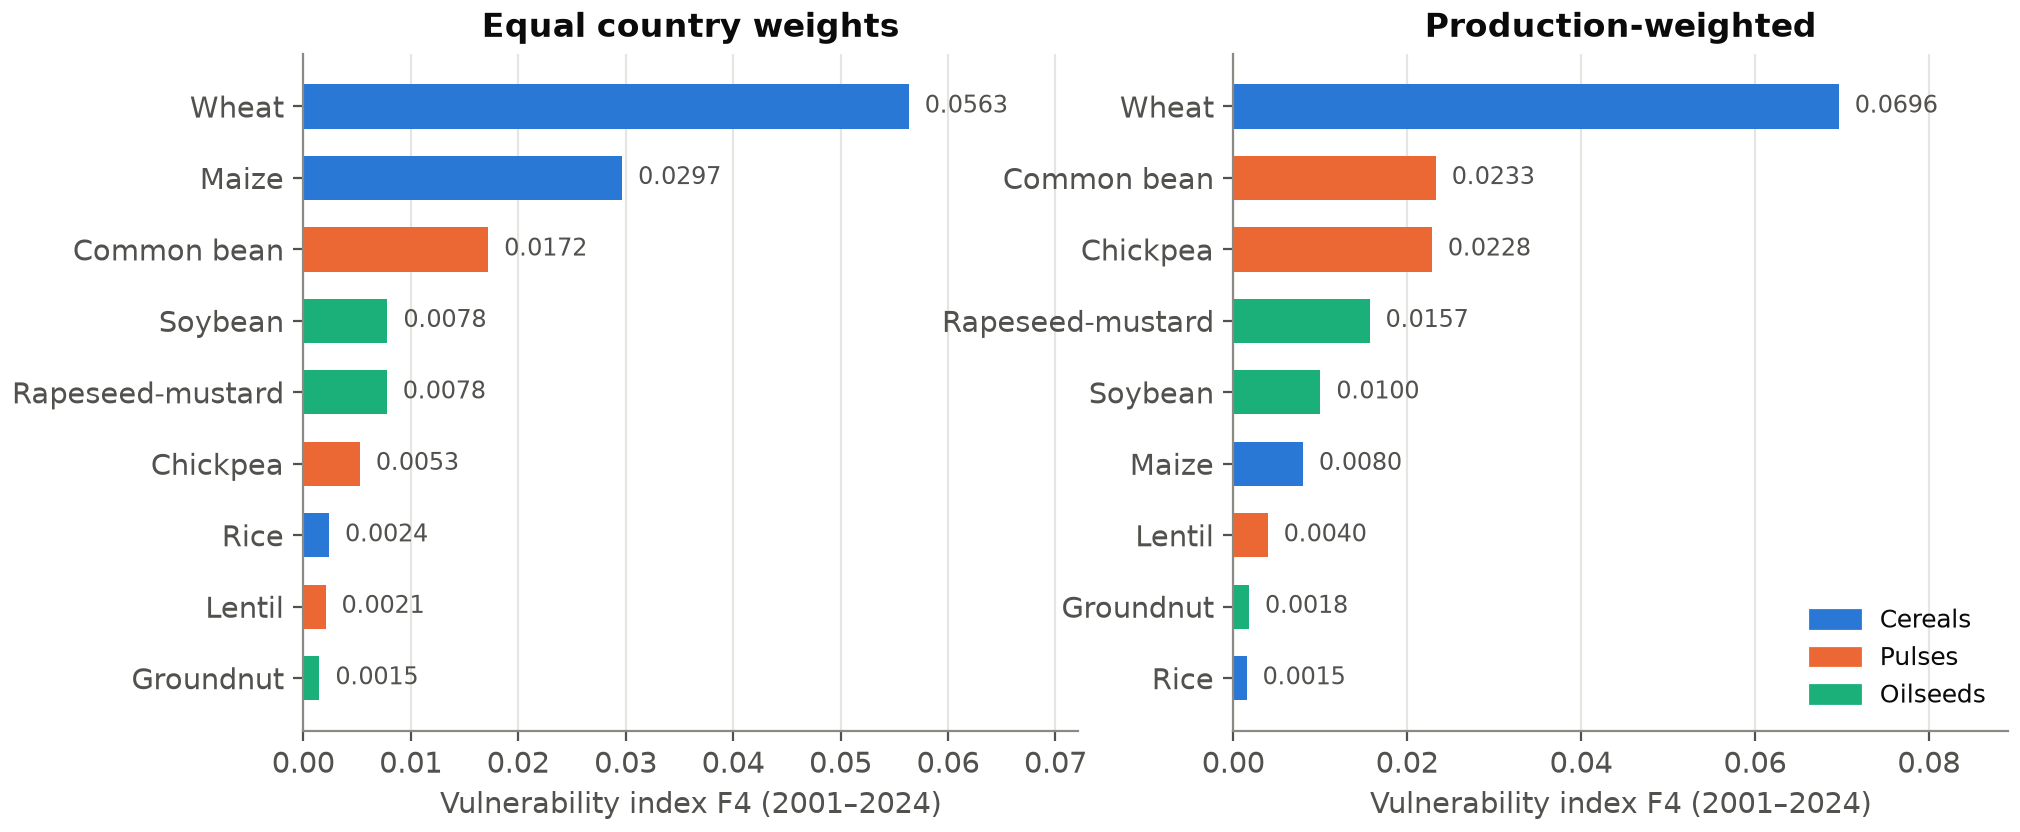 Equal country weights
Wheat 0.0563
Maize 0.0297
Common bean 0.0172
Soybean 0.0078
Rapeseed-mustard 0.0078
Chickpea 0.0053
Rice 0.0024
Lentil 0.0021
Groundnut 0.0015
0.00 0.01 0.02 0.03 0.04 0.05 0.06 0.07
Vulnerability index F4 (2001–2024)
Production-weighted
Wheat 0.0696
Common bean 0.0233
Chickpea 0.0228
Rapeseed-mustard 0.0157
Soybean 0.0100
Maize 0.0080
Lentil 0.0040
Groundnut 0.0018
Rice 0.0015
Cereals
Pulses
Oilseeds
0.00 0.02 0.04 0.06 0.08
Vulnerability index F4 (2001–2024)